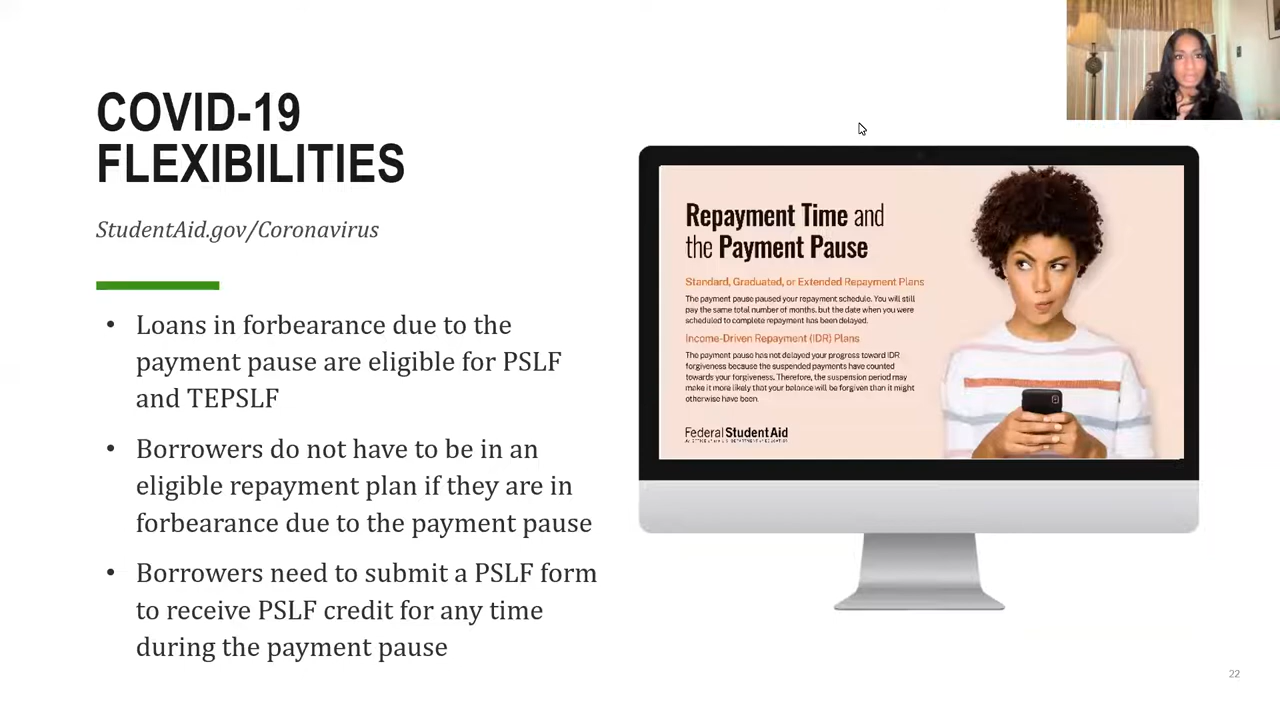 COVID-19
FLEXIBILITIES
StudentAid.gov/Coronavirus
• Loans in forbearance due to the
payment pause are eligible for PSLF
and TEPSLF
• Borrowers do not have to be in an
eligible repayment plan if they are in
forbearance due to the payment pause
• Borrowers need to submit a PSLF form
to receive PSLF credit for any time
during the payment pause
Repayment Time and
the Payment Pause
Standard, Graduated, or Extended Repayment Plans
The payment pause paused your repayment schedule. You will still
pay the same total number of months, but the date when you were
scheduled to complete repayment has been delayed.
Income-Driven Repayment (IDR) Plans
The payment pause has not delayed your progress toward IDR
forgiveness because the suspended payments have counted
towards your forgiveness. Therefore, the suspension period may
make it more likely that your balance will be forgiven than it might
otherwise have been.
Federal Student Aid
22